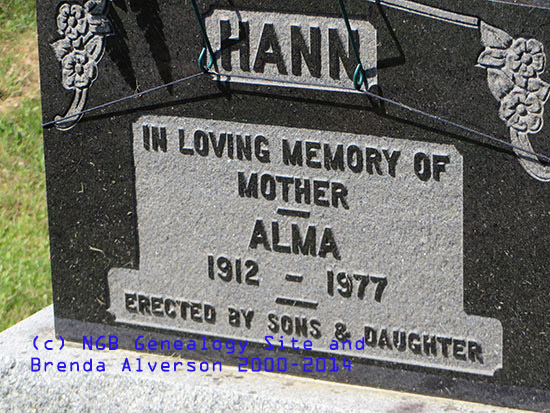 HANN
IN LOVING MEMORY OF
MOTHER
ALMA
1912 - 1977
ERECTED BY SONS & DAUGHTER
(c) NGB Genealogy Site and
Brenda Alverson 2000-2014